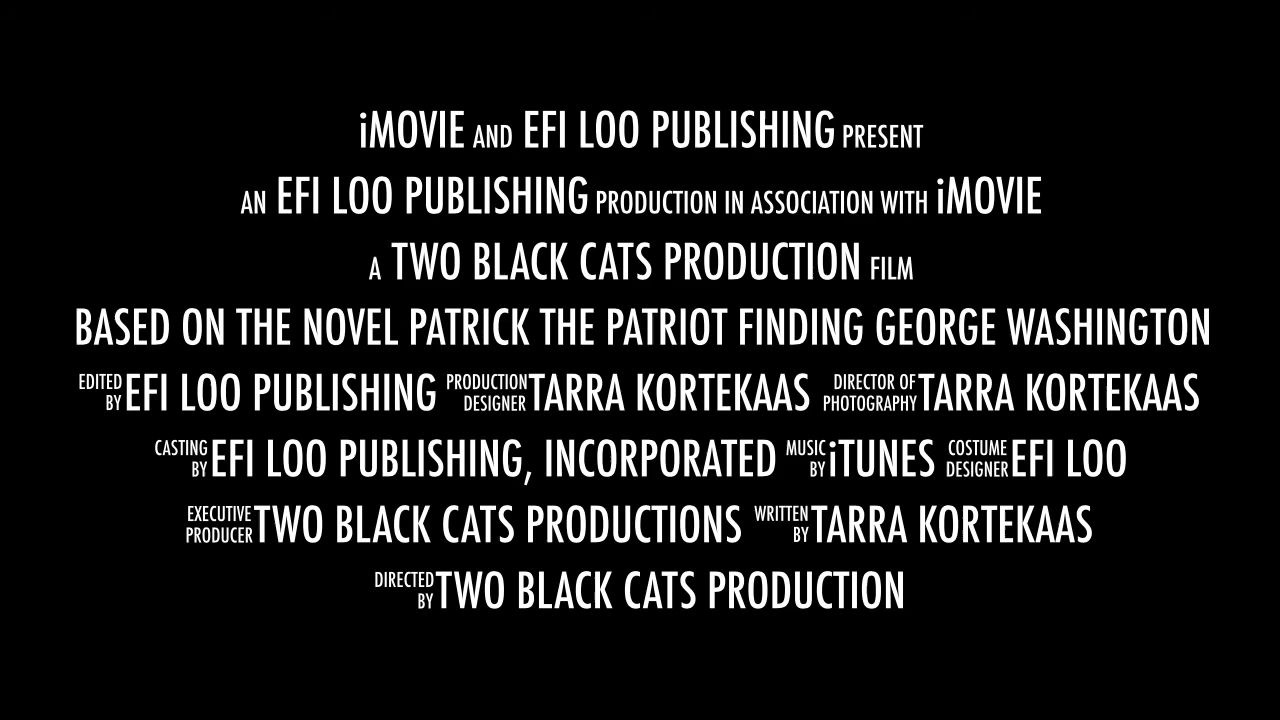 iMOVIE AND EFI LOO PUBLISHING PRESENT
AN EFI LOO PUBLISHING PRODUCTION IN ASSOCIATION WITH iMOVIE
A TWO BLACK CATS PRODUCTION FILM
BASED ON THE NOVEL PATRICK THE PATRIOT FINDING GEORGE WASHINGTON
EDITED BY EFI LOO PUBLISHING PRODUCTION DESIGNER TARRA KORTEKAAS DIRECTOR OF PHOTOGRAPHY TARRA KORTEKAAS
CASTING BY EFI LOO PUBLISHING, INCORPORATED MUSIC BY iTUNES COSTUME DESIGNER EFI LOO
EXECUTIVE PRODUCER TWO BLACK CATS PRODUCTIONS WRITTEN BY TARRA KORTEKAAS
DIRECTED BY TWO BLACK CATS PRODUCTION